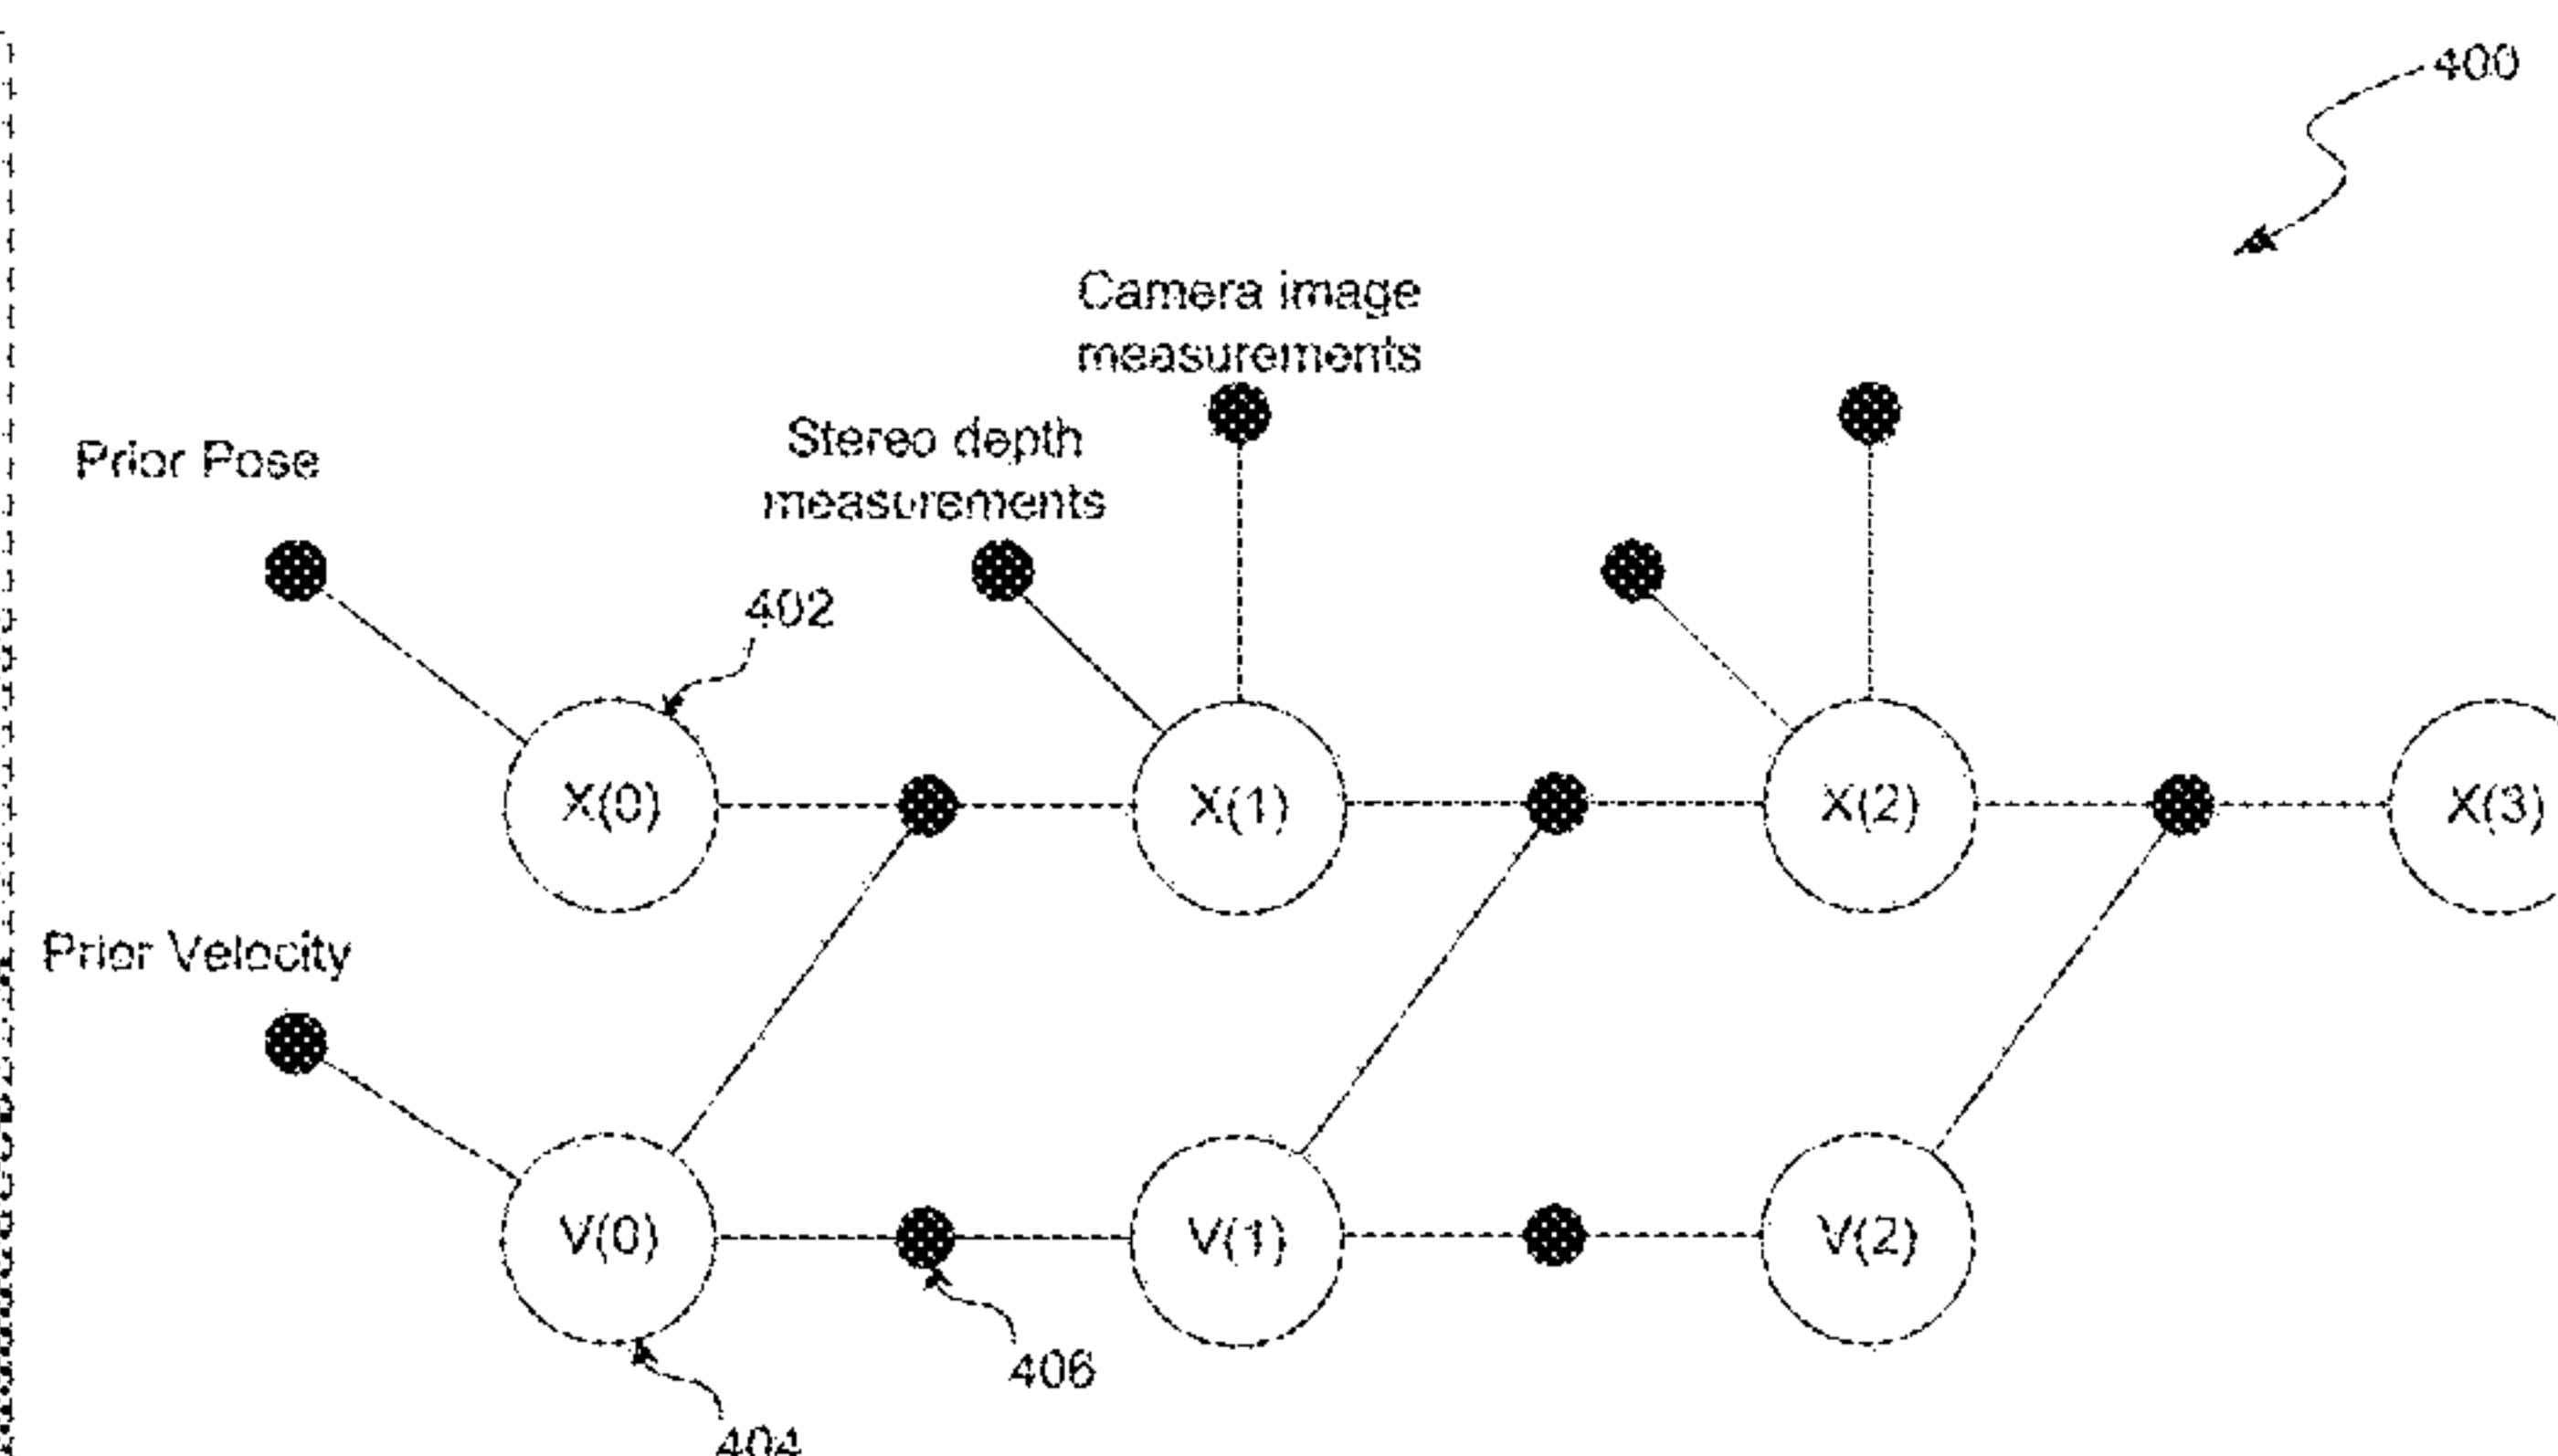 400
Camera image
measurements
Stereo depth
measurements
Prior Pose
402
X(0)
X(1)
X(2)
X(3)
Prior Velocity
V(0)
V(1)
V(2)
406
404